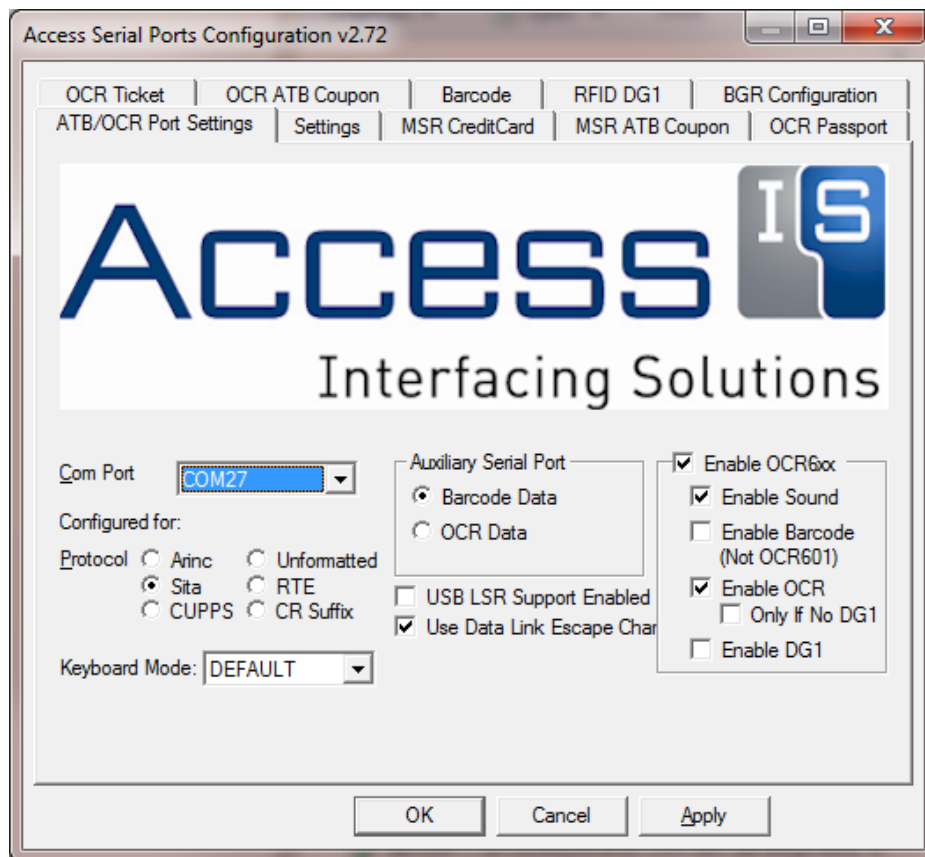 Access Serial Ports Configuration v2.72
OCR Ticket OCR ATB Coupon Barcode RFID DG1 BGR Configuration
ATB/OCR Port Settings Settings MSR CreditCard MSR ATB Coupon OCR Passport
Access IS
Interfacing Solutions
Com Port COM27
Configured for:
Protocol Arinc Unformatted
Sita RTE
CUPPS CR Suffix
Keyboard Mode: DEFAULT
Auxiliary Serial Port
Barcode Data
OCR Data
USB LSR Support Enabled
Use Data Link Escape Char
Enable OCR6xx
Enable Sound
Enable Barcode
(Not OCR601)
Enable OCR
Only If No DG1
Enable DG1
OK Cancel Apply